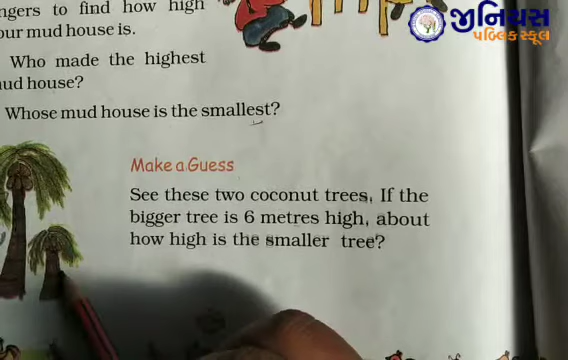 ngers to find how high
our mud house is.
Who made the highest
mud house?
Whose mud house is the smallest?
Make a Guess
See these two coconut trees. If the
bigger tree is 6 metres high, about
how high is the smaller tree?
જીનિયસ
પબ્લિક સ્કૂલ